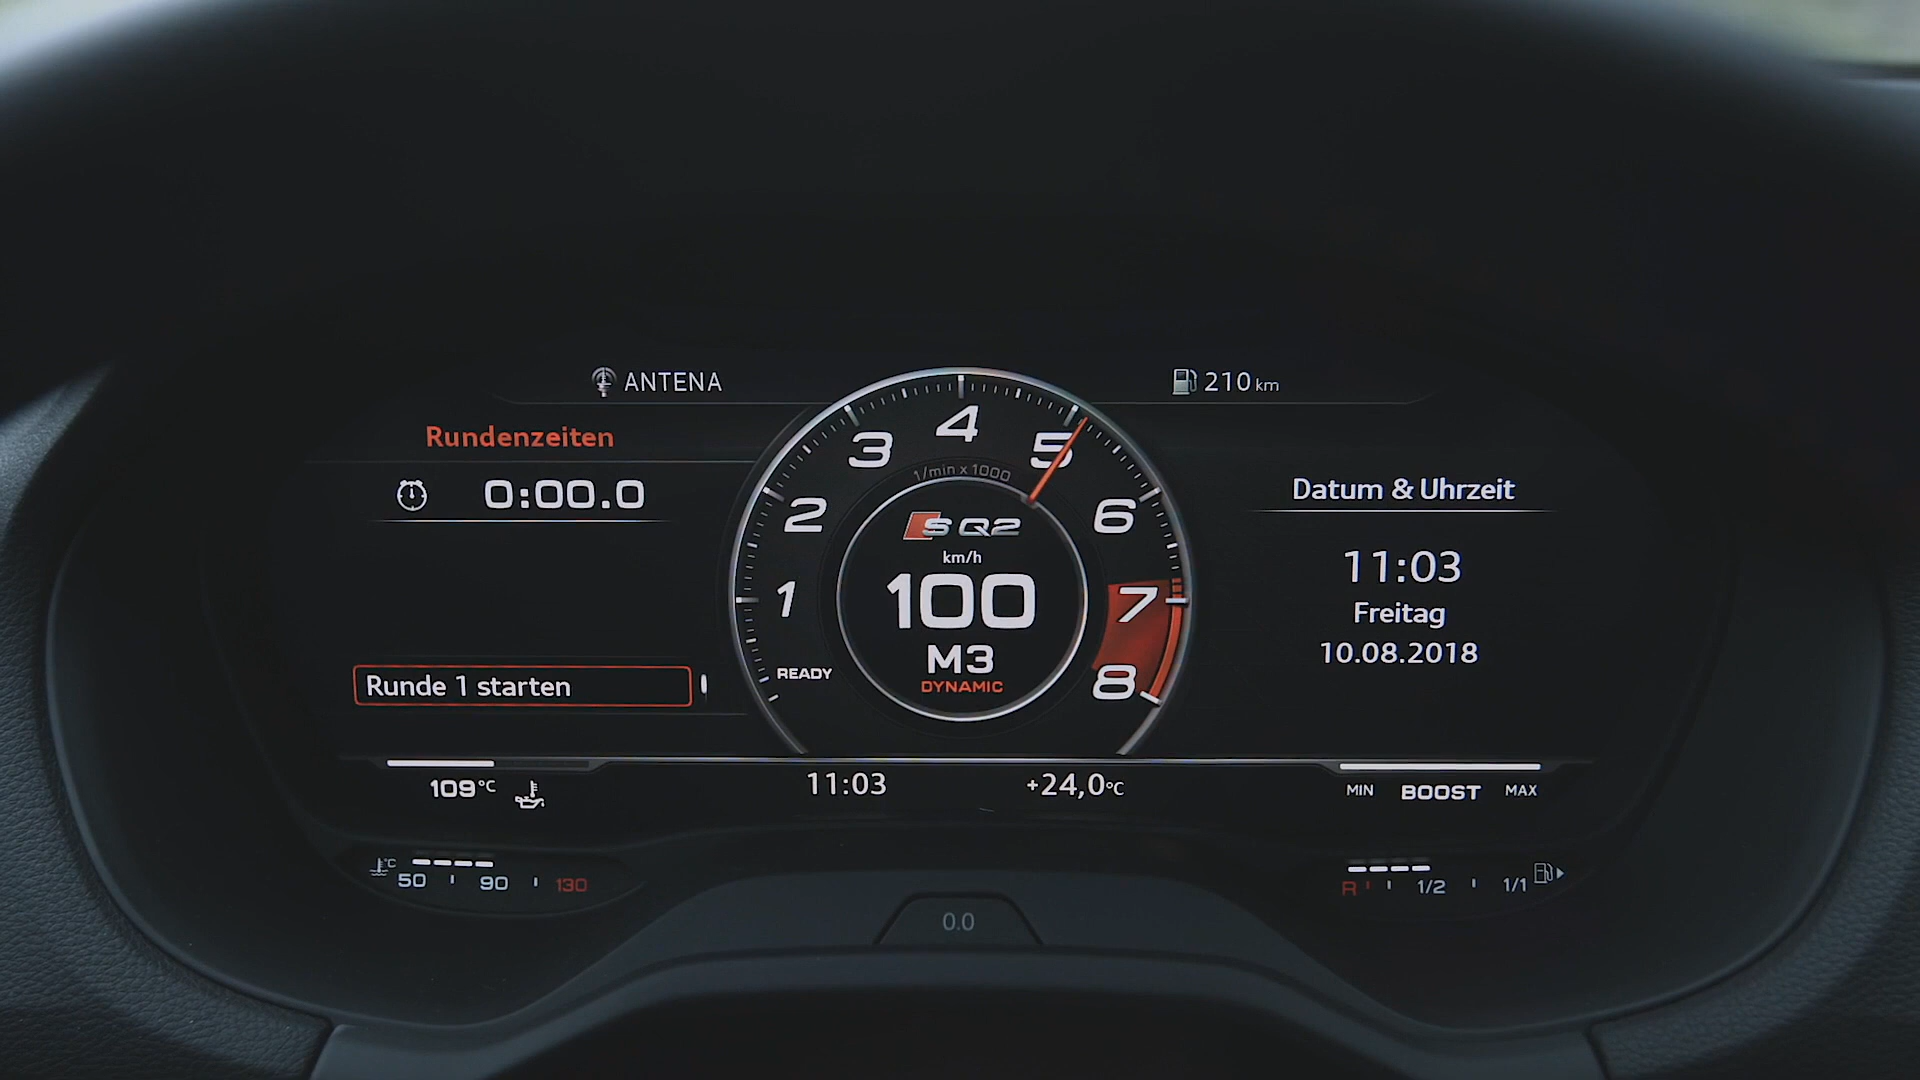 ANTENA
210 km
Rundenzeiten
0:00.0
Runde 1 starten
1 2 3 4 5 6 7 8
1/min x 1000
READY
S Q2
km/h
100
M3
DYNAMIC
Datum & Uhrzeit
11:03
Freitag
10.08.2018
109°C
11:03
+24,0°C
MIN BOOST MAX
°C
50 90 130
R 1/2 1/1
0.0